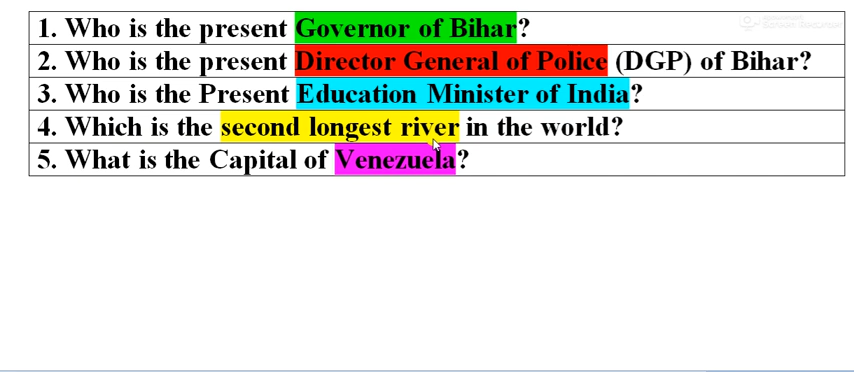 1. Who is the present Governor of Bihar?
2. Who is the present Director General of Police (DGP) of Bihar?
3. Who is the Present Education Minister of India?
4. Which is the second longest river in the world?
5. What is the Capital of Venezuela?